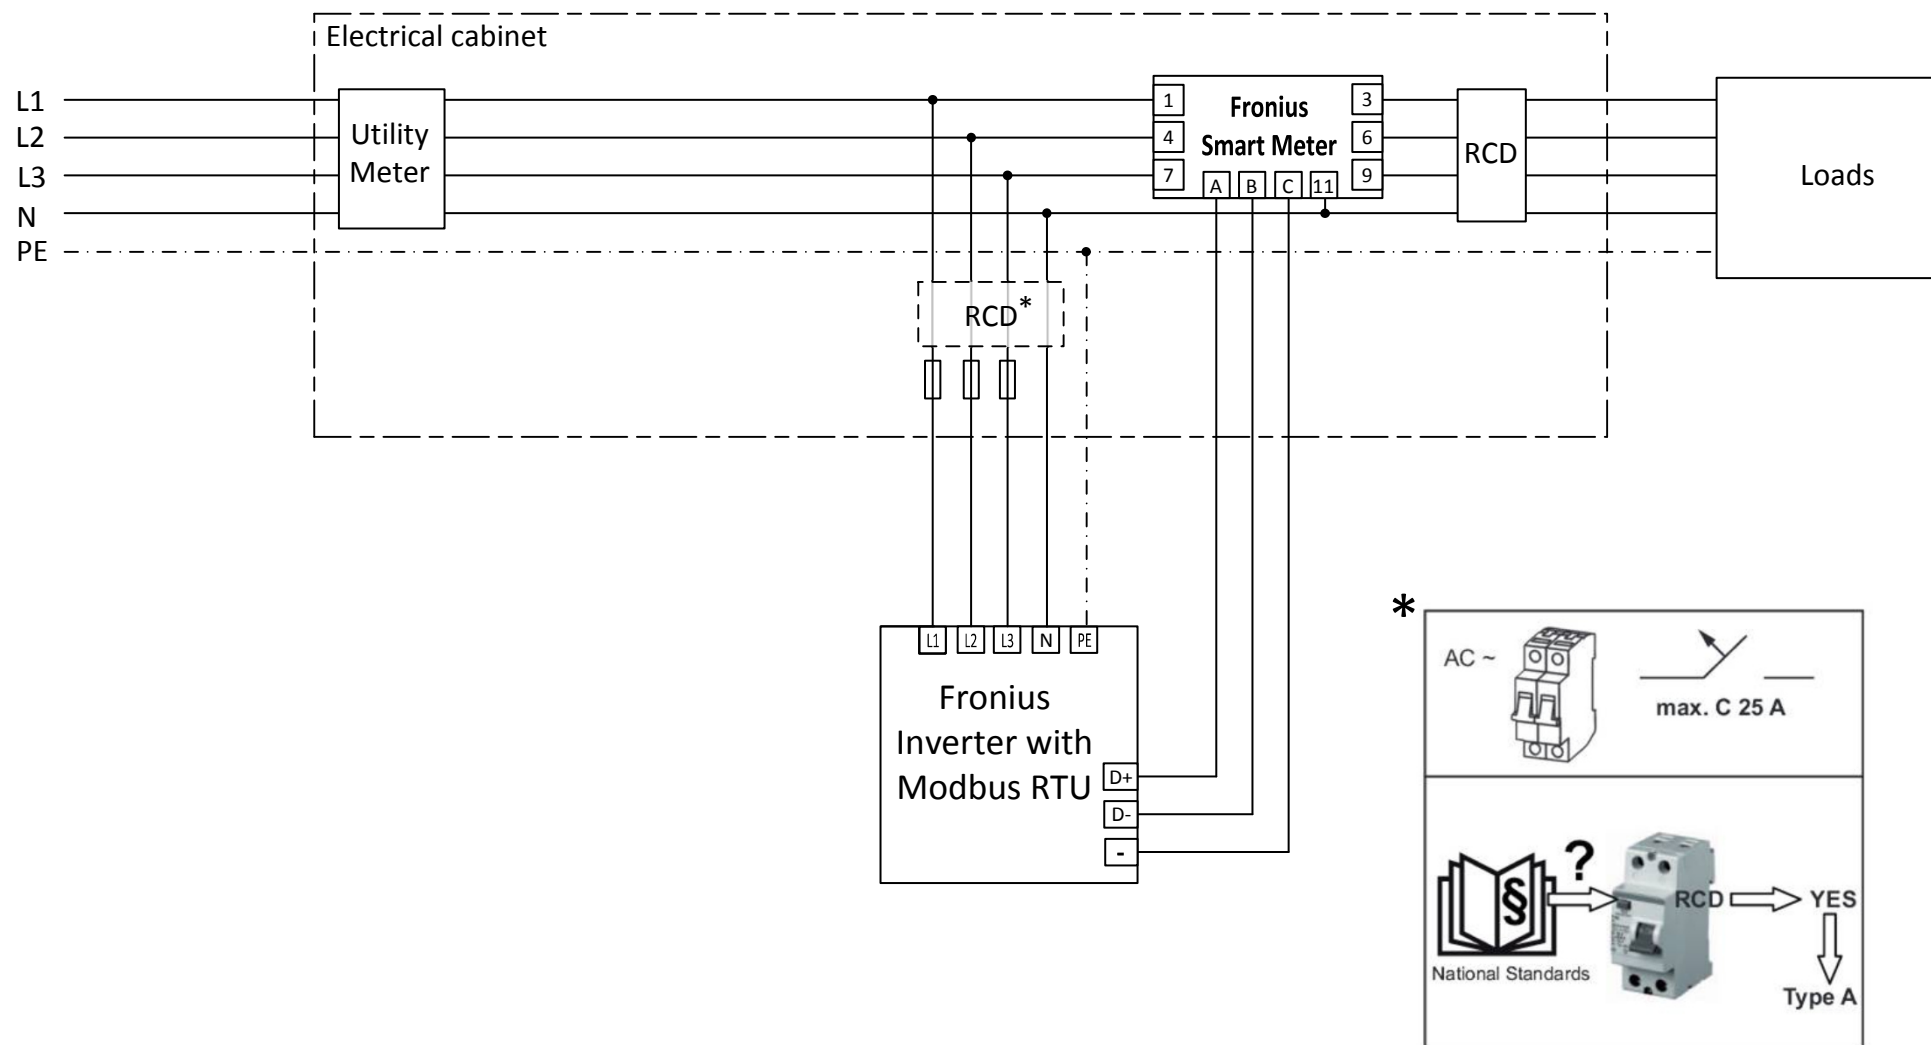 Electrical cabinet
L1
L2
L3
N
PE
Utility
Meter
1
4
7
Fronius
Smart Meter
3
6
9
A B C 11
RCD
Loads
RCD*
L1 L2 L3 N PE
Fronius
Inverter with
Modbus RTU
D+
D-
-
*
AC ~
max. C 25 A
§
?
RCD
YES
National Standards
Type A